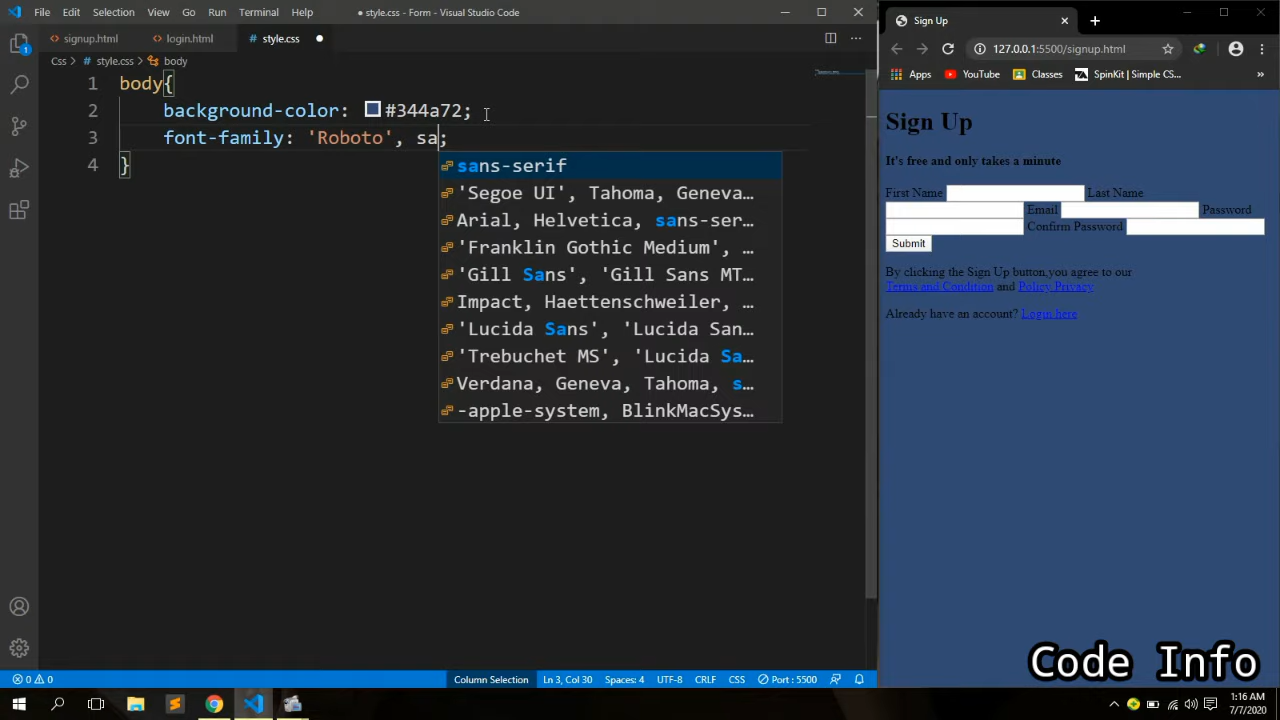 File Edit Selection View Go Run Terminal Help
● style.css - Form - Visual Studio Code
signup.html
login.html
style.css
Css > # style.css > body
1 body{
2 background-color: #344a72;
3 font-family: 'Roboto', sa;
4 }
sans-serif
'Segoe UI', Tahoma, Geneva…
Arial, Helvetica, sans-ser…
'Franklin Gothic Medium', …
'Gill Sans', 'Gill Sans MT…
Impact, Haettenschweiler, …
'Lucida Sans', 'Lucida San…
'Trebuchet MS', 'Lucida Sa…
Verdana, Geneva, Tahoma, s…
-apple-system, BlinkMacSys…
1
0 0
Column Selection
Ln 3, Col 30
Spaces: 4
UTF-8
CRLF
CSS
Port : 5500
Sign Up
127.0.0.1:5500/signup.html
Apps
YouTube
Classes
SpinKit | Simple CS...
»
Sign Up
It's free and only takes a minute
First Name Last Name
Email Password
Confirm Password
Submit
By clicking the Sign Up button,you agree to our
Terms and Condition and Policy Privacy
Already have an account? Login here
Code Info
1:16 AM
7/7/2020